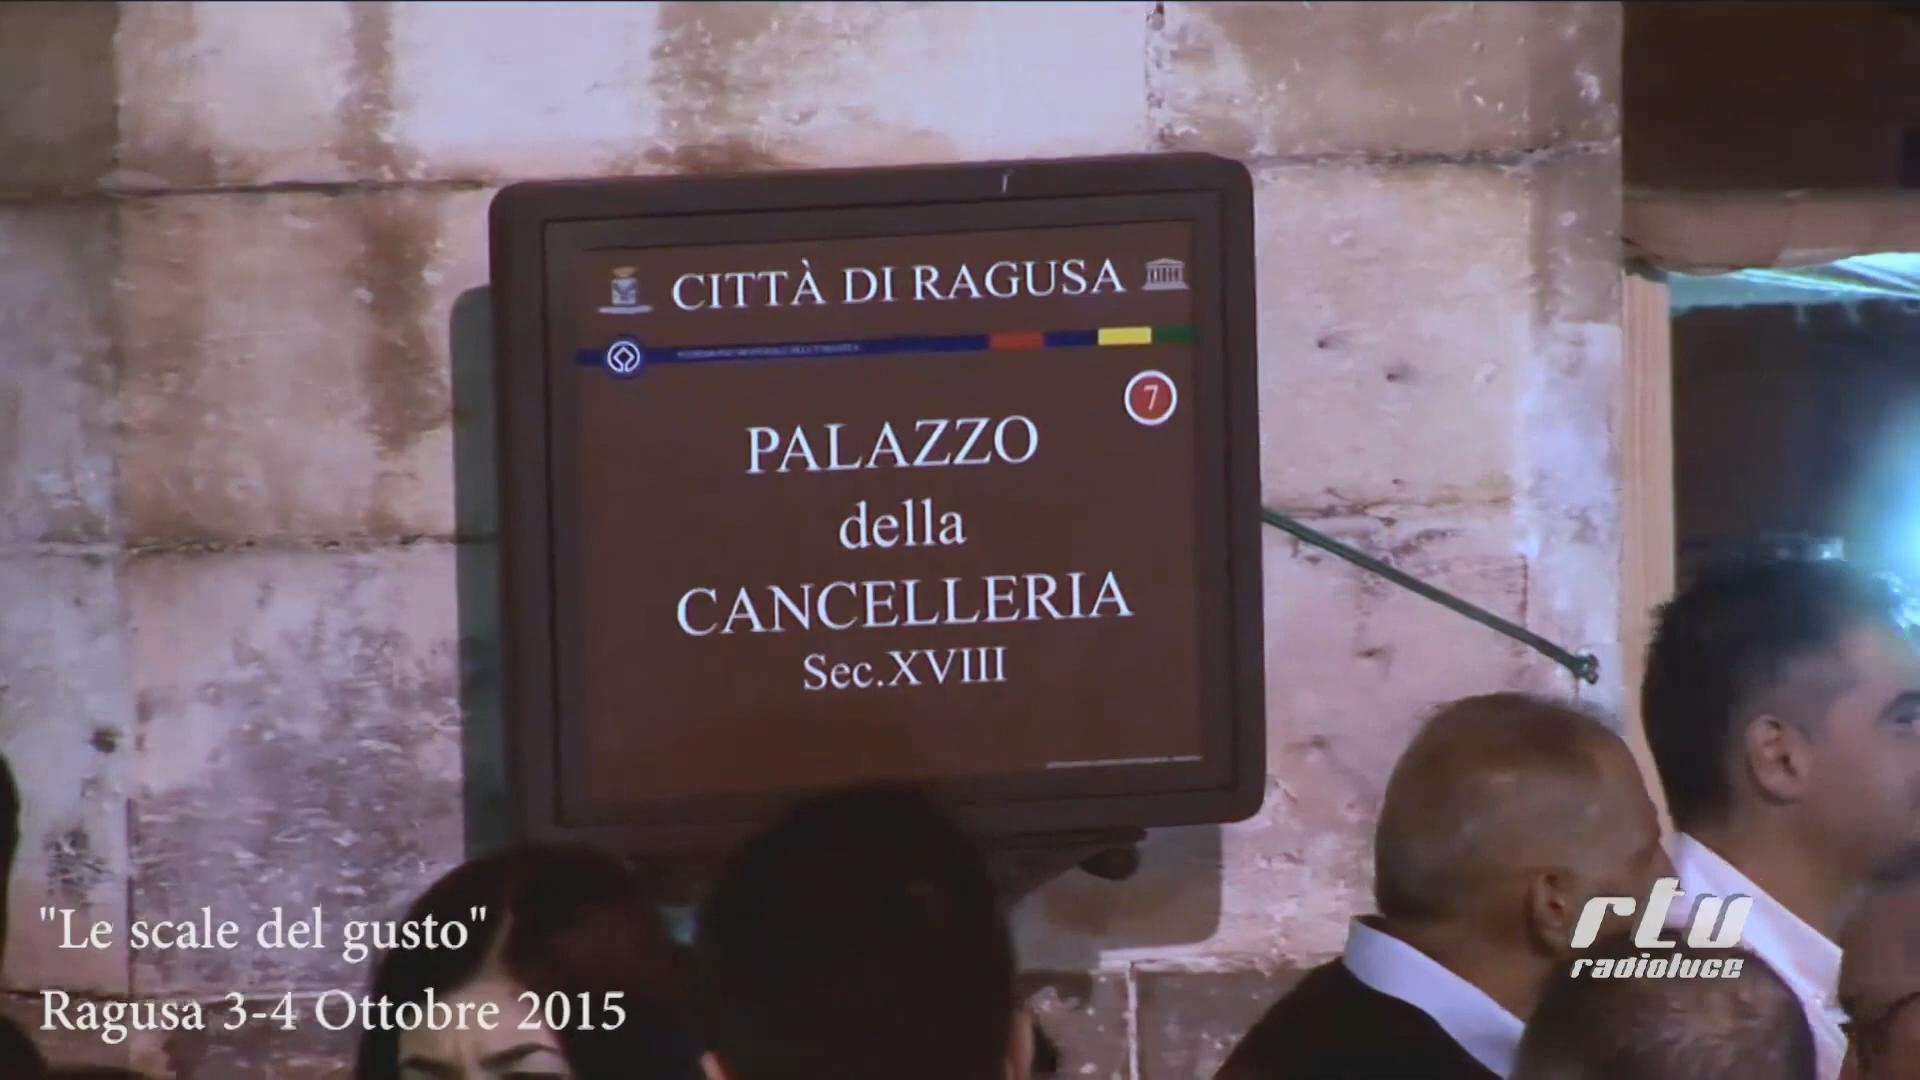 CITTÀ DI RAGUSA
7
PALAZZO
della
CANCELLERIA
Sec.XVIII
"Le scale del gusto"
Ragusa 3-4 Ottobre 2015
rtv
radioluce